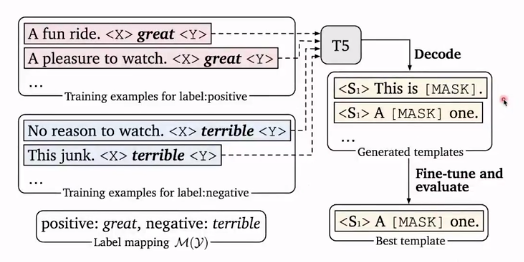 A fun ride. <X> great <Y>
A pleasure to watch. <X> great <Y>
...
Training examples for label:positive
No reason to watch. <X> terrible <Y>
This junk. <X> terrible <Y>
...
Training examples for label:negative
positive: great, negative: terrible
Label mapping M(Y)
T5
Decode
<S₁> This is [MASK].
<S₁> A [MASK] one.
...
Generated templates
Fine-tune and
evaluate
<S₁> A [MASK] one.
Best template